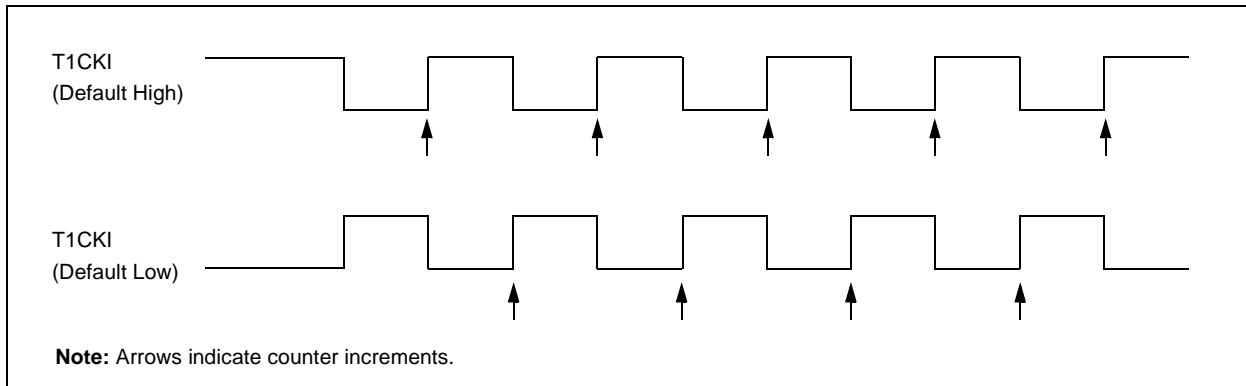 T1CKI
(Default High)
T1CKI
(Default Low)
Note: Arrows indicate counter increments.